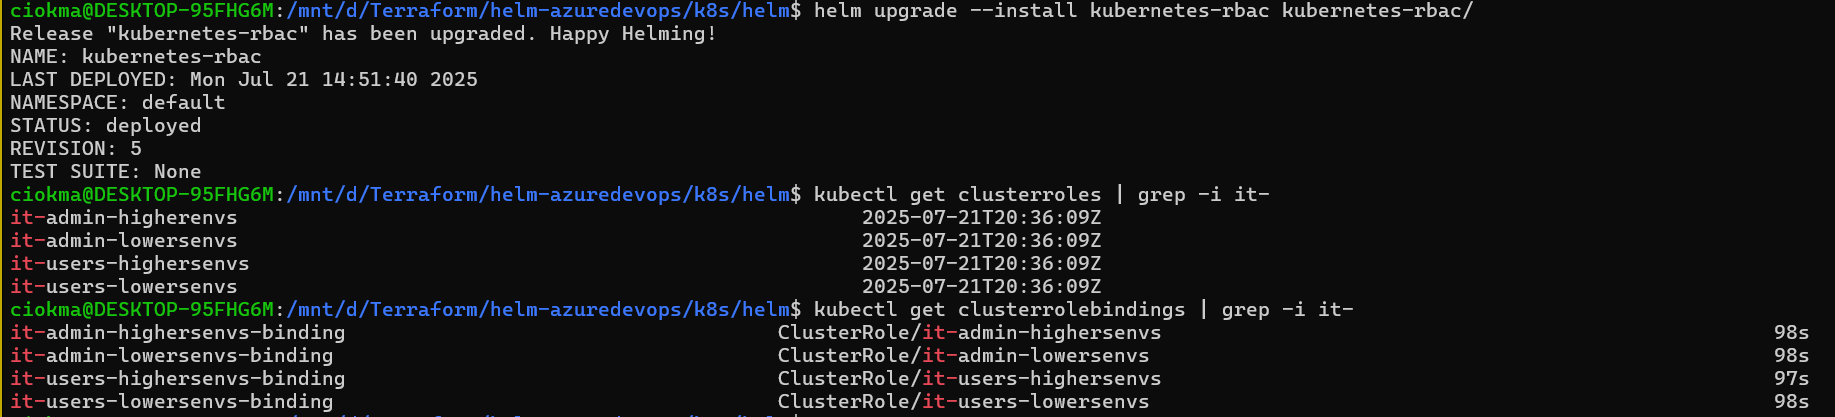 ciokma@DESKTOP-95FHG6M:/mnt/d/Terraform/helm-azuredevops/k8s/helm$ helm upgrade --install kubernetes-rbac kubernetes-rbac/
Release "kubernetes-rbac" has been upgraded. Happy Helming!
NAME: kubernetes-rbac
LAST DEPLOYED: Mon Jul 21 14:51:40 2025
NAMESPACE: default
STATUS: deployed
REVISION: 5
TEST SUITE: None
ciokma@DESKTOP-95FHG6M:/mnt/d/Terraform/helm-azuredevops/k8s/helm$ kubectl get clusterroles | grep -i it-
it-admin-higherenvs 2025-07-21T20:36:09Z
it-admin-lowersenvs 2025-07-21T20:36:09Z
it-users-highersenvs 2025-07-21T20:36:09Z
it-users-lowersenvs 2025-07-21T20:36:09Z
ciokma@DESKTOP-95FHG6M:/mnt/d/Terraform/helm-azuredevops/k8s/helm$ kubectl get clusterrolebindings | grep -i it-
it-admin-highersenvs-binding ClusterRole/it-admin-highersenvs 98s
it-admin-lowersenvs-binding ClusterRole/it-admin-lowersenvs 98s
it-users-highersenvs-binding ClusterRole/it-users-highersenvs 97s
it-users-lowersenvs-binding ClusterRole/it-users-lowersenvs 98s